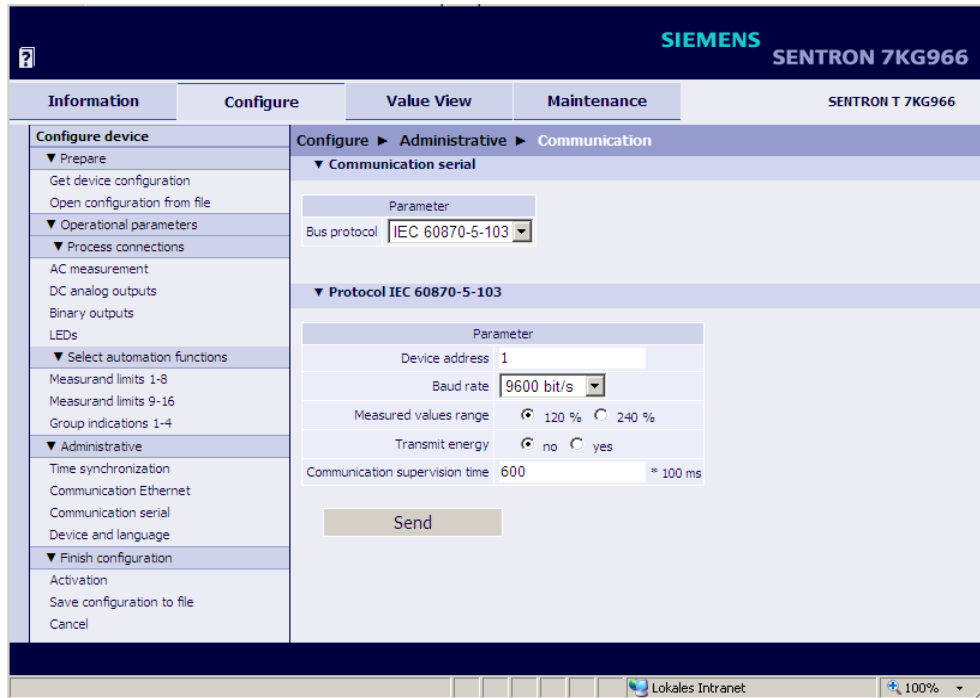 ?
SIEMENS
SENTRON 7KG966
Information
Configure
Value View
Maintenance
SENTRON T 7KG966
Configure device
▼ Prepare
Get device configuration
Open configuration from file
▼ Operational parameters
▼ Process connections
AC measurement
DC analog outputs
Binary outputs
LEDs
▼ Select automation functions
Measurand limits 1-8
Measurand limits 9-16
Group indications 1-4
▼ Administrative
Time synchronization
Communication Ethernet
Communication serial
Device and language
▼ Finish configuration
Activation
Save configuration to file
Cancel
Configure ► Administrative ► Communication
▼ Communication serial
Parameter
Bus protocol IEC 60870-5-103
▼ Protocol IEC 60870-5-103
Parameter
Device address 1
Baud rate 9600 bit/s
Measured values range 120 % 240 %
Transmit energy no yes
Communication supervision time 600 * 100 ms
Send
Lokales Intranet
100%